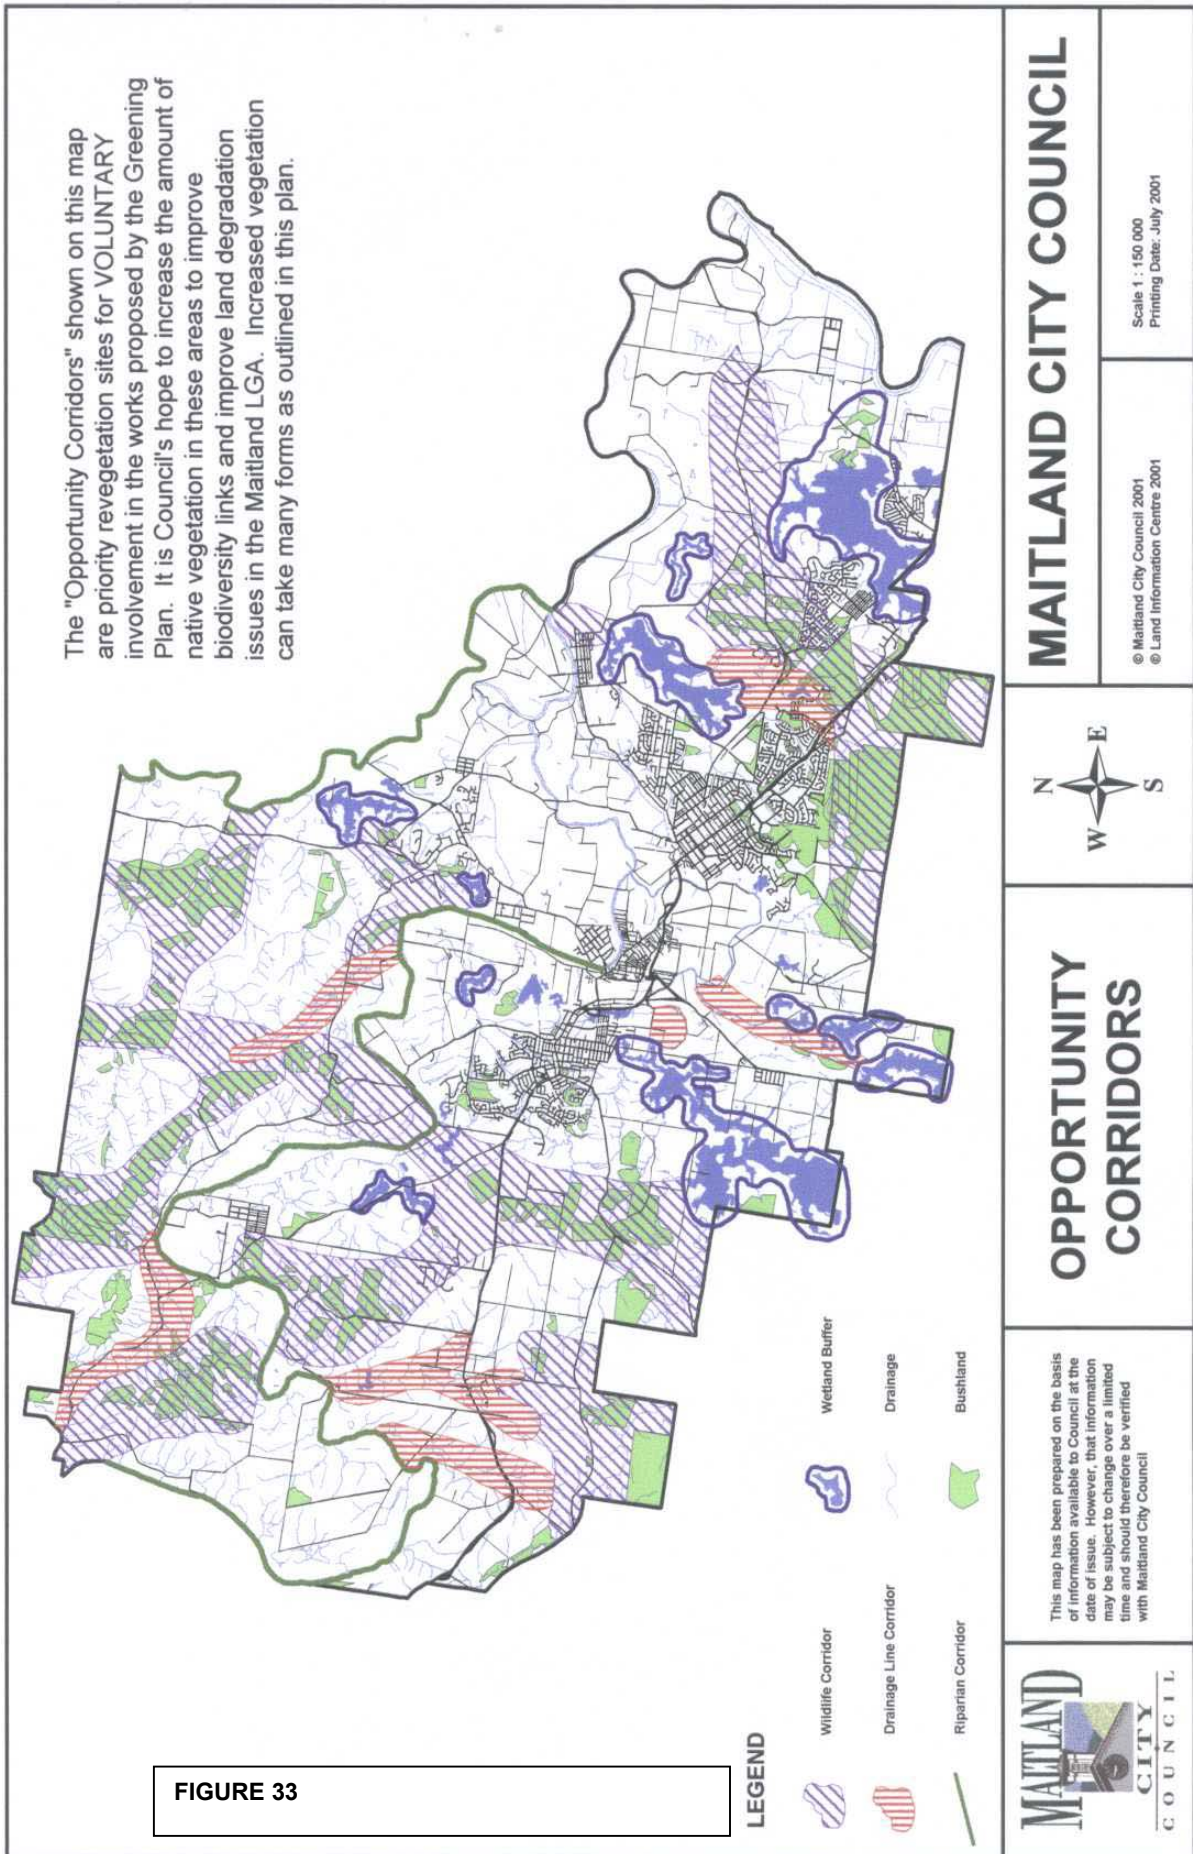 The "Opportunity Corridors" shown on this map
are priority revegetation sites for VOLUNTARY
involvement in the works proposed by the Greening
Plan. It is Council's hope to increase the amount of
native vegetation in these areas to improve
biodiversity links and improve land degradation
issues in the Maitland LGA. Increased vegetation
can take many forms as outlined in this plan.
FIGURE 33
LEGEND
Wildlife Corridor
Wetland Buffer
Drainage Line Corridor
Drainage
Riparian Corridor
Bushland
MAITLAND
CITY
COUNCIL
This map has been prepared on the basis
of information available to Council at the
date of issue. However, that information
may be subject to change over a limited
time and should therefore be verified
with Maitland City Council
OPPORTUNITY
CORRIDORS
N
W
E
S
MAITLAND CITY COUNCIL
© Maitland City Council 2001
© Land Information Centre 2001
Scale 1 : 150 000
Printing Date: July 2001